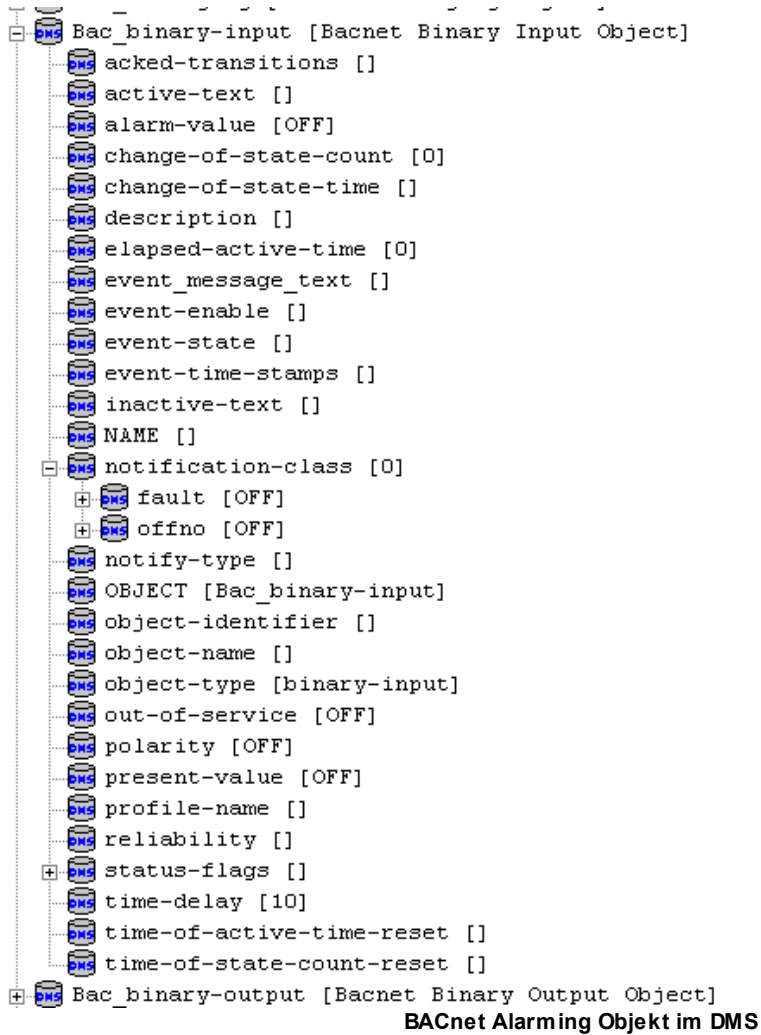 Bac_binary-input [Bacnet Binary Input Object]
acked-transitions []
active-text []
alarm-value [OFF]
change-of-state-count [0]
change-of-state-time []
description []
elapsed-active-time [0]
event_message_text []
event-enable []
event-state []
event-time-stamps []
inactive-text []
NAME []
notification-class [0]
fault [OFF]
offno [OFF]
notify-type []
OBJECT [Bac_binary-input]
object-identifier []
object-name []
object-type [binary-input]
out-of-service [OFF]
polarity [OFF]
present-value [OFF]
profile-name []
reliability []
status-flags []
time-delay [10]
time-of-active-time-reset []
time-of-state-count-reset []
Bac_binary-output [Bacnet Binary Output Object]
BACnet Alarming Objekt im DMS